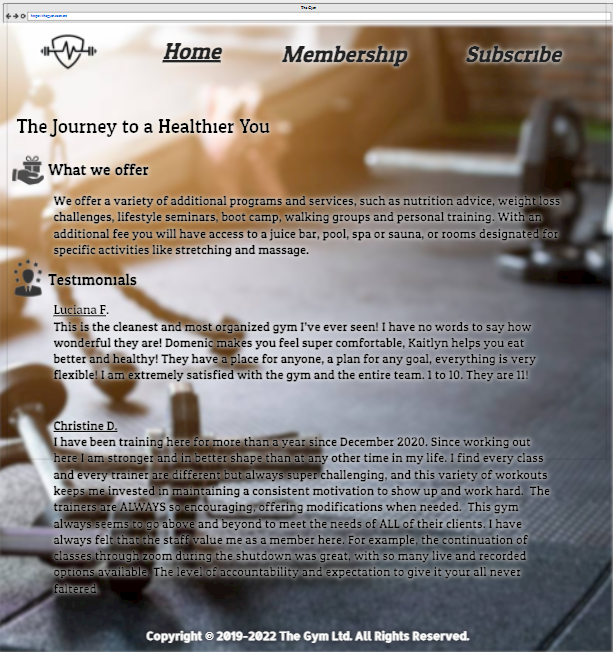 The Gym
Home
Membership
Subscribe
The Journey to a Healthier You
What we offer
We offer a variety of additional programs and services, such as nutrition advice, weight loss
challenges, lifestyle seminars, boot camp, walking groups and personal training. With an
additional fee you will have access to a juice bar, pool, spa or sauna, or rooms designated for
specific activities like stretching and massage.
Testimonials
Luciana F.
This is the cleanest and most organized gym I've ever seen! I have no words to say how
wonderful they are! Domenic makes you feel super comfortable, Kaitlyn helps you eat
better and healthy! They have a place for anyone, a plan for any goal, everything is very
flexible! I am extremely satisfied with the gym and the entire team. 1 to 10. They are 11!
Christine D.
I have been training here for more than a year since December 2020. Since working out
here I am stronger and in better shape than at any other time in my life. I find every class
and every trainer are different but always super challenging, and this variety of workouts
keeps me invested in maintaining a consistent motivation to show up and work hard. The
trainers are ALWAYS so encouraging, offering modifications when needed. This gym
always seems to go above and beyond to meet the needs of ALL of their clients. I have
always felt that the staff value me as a member here. For example, the continuation of
classes through zoom during the shutdown was great, with so many live and recorded
options available. The level of accountability and expectation to give it your all never
faltered.
Copyright © 2019-2022 The Gym Ltd. All Rights Reserved.